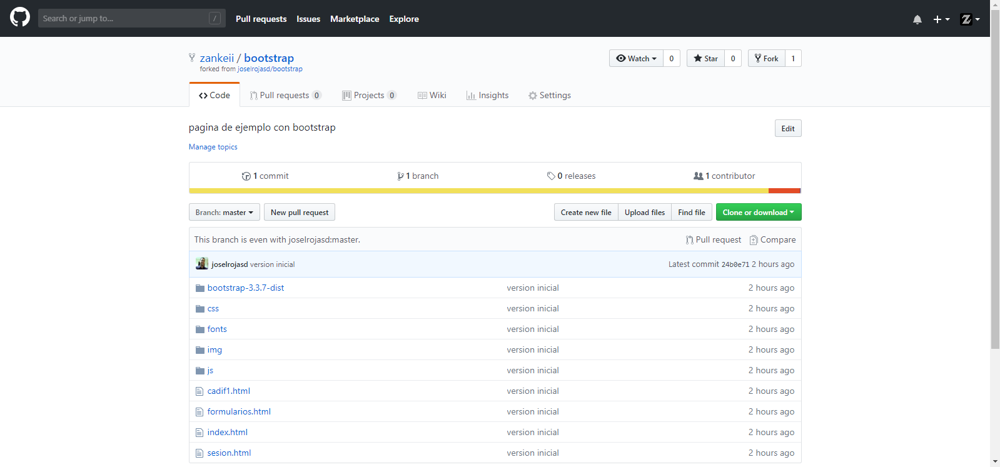 Search or jump to... /
Pull requests Issues Marketplace Explore
zankeii / bootstrap
forked from joselrojasd/bootstrap
Watch 0 Star 0 Fork 1
Code Pull requests 0 Projects 0 Wiki Insights Settings
pagina de ejemplo con bootstrap
Edit
Manage topics
1 commit 1 branch 0 releases 1 contributor
Branch: master New pull request Create new file Upload files Find file Clone or download
This branch is even with joselrojasd:master. Pull request Compare
joselrojasd version inicial Latest commit 24b0e71 2 hours ago
bootstrap-3.3.7-dist version inicial 2 hours ago
css version inicial 2 hours ago
fonts version inicial 2 hours ago
img version inicial 2 hours ago
js version inicial 2 hours ago
cadif1.html version inicial 2 hours ago
formularios.html version inicial 2 hours ago
index.html version inicial 2 hours ago
sesion.html version inicial 2 hours ago